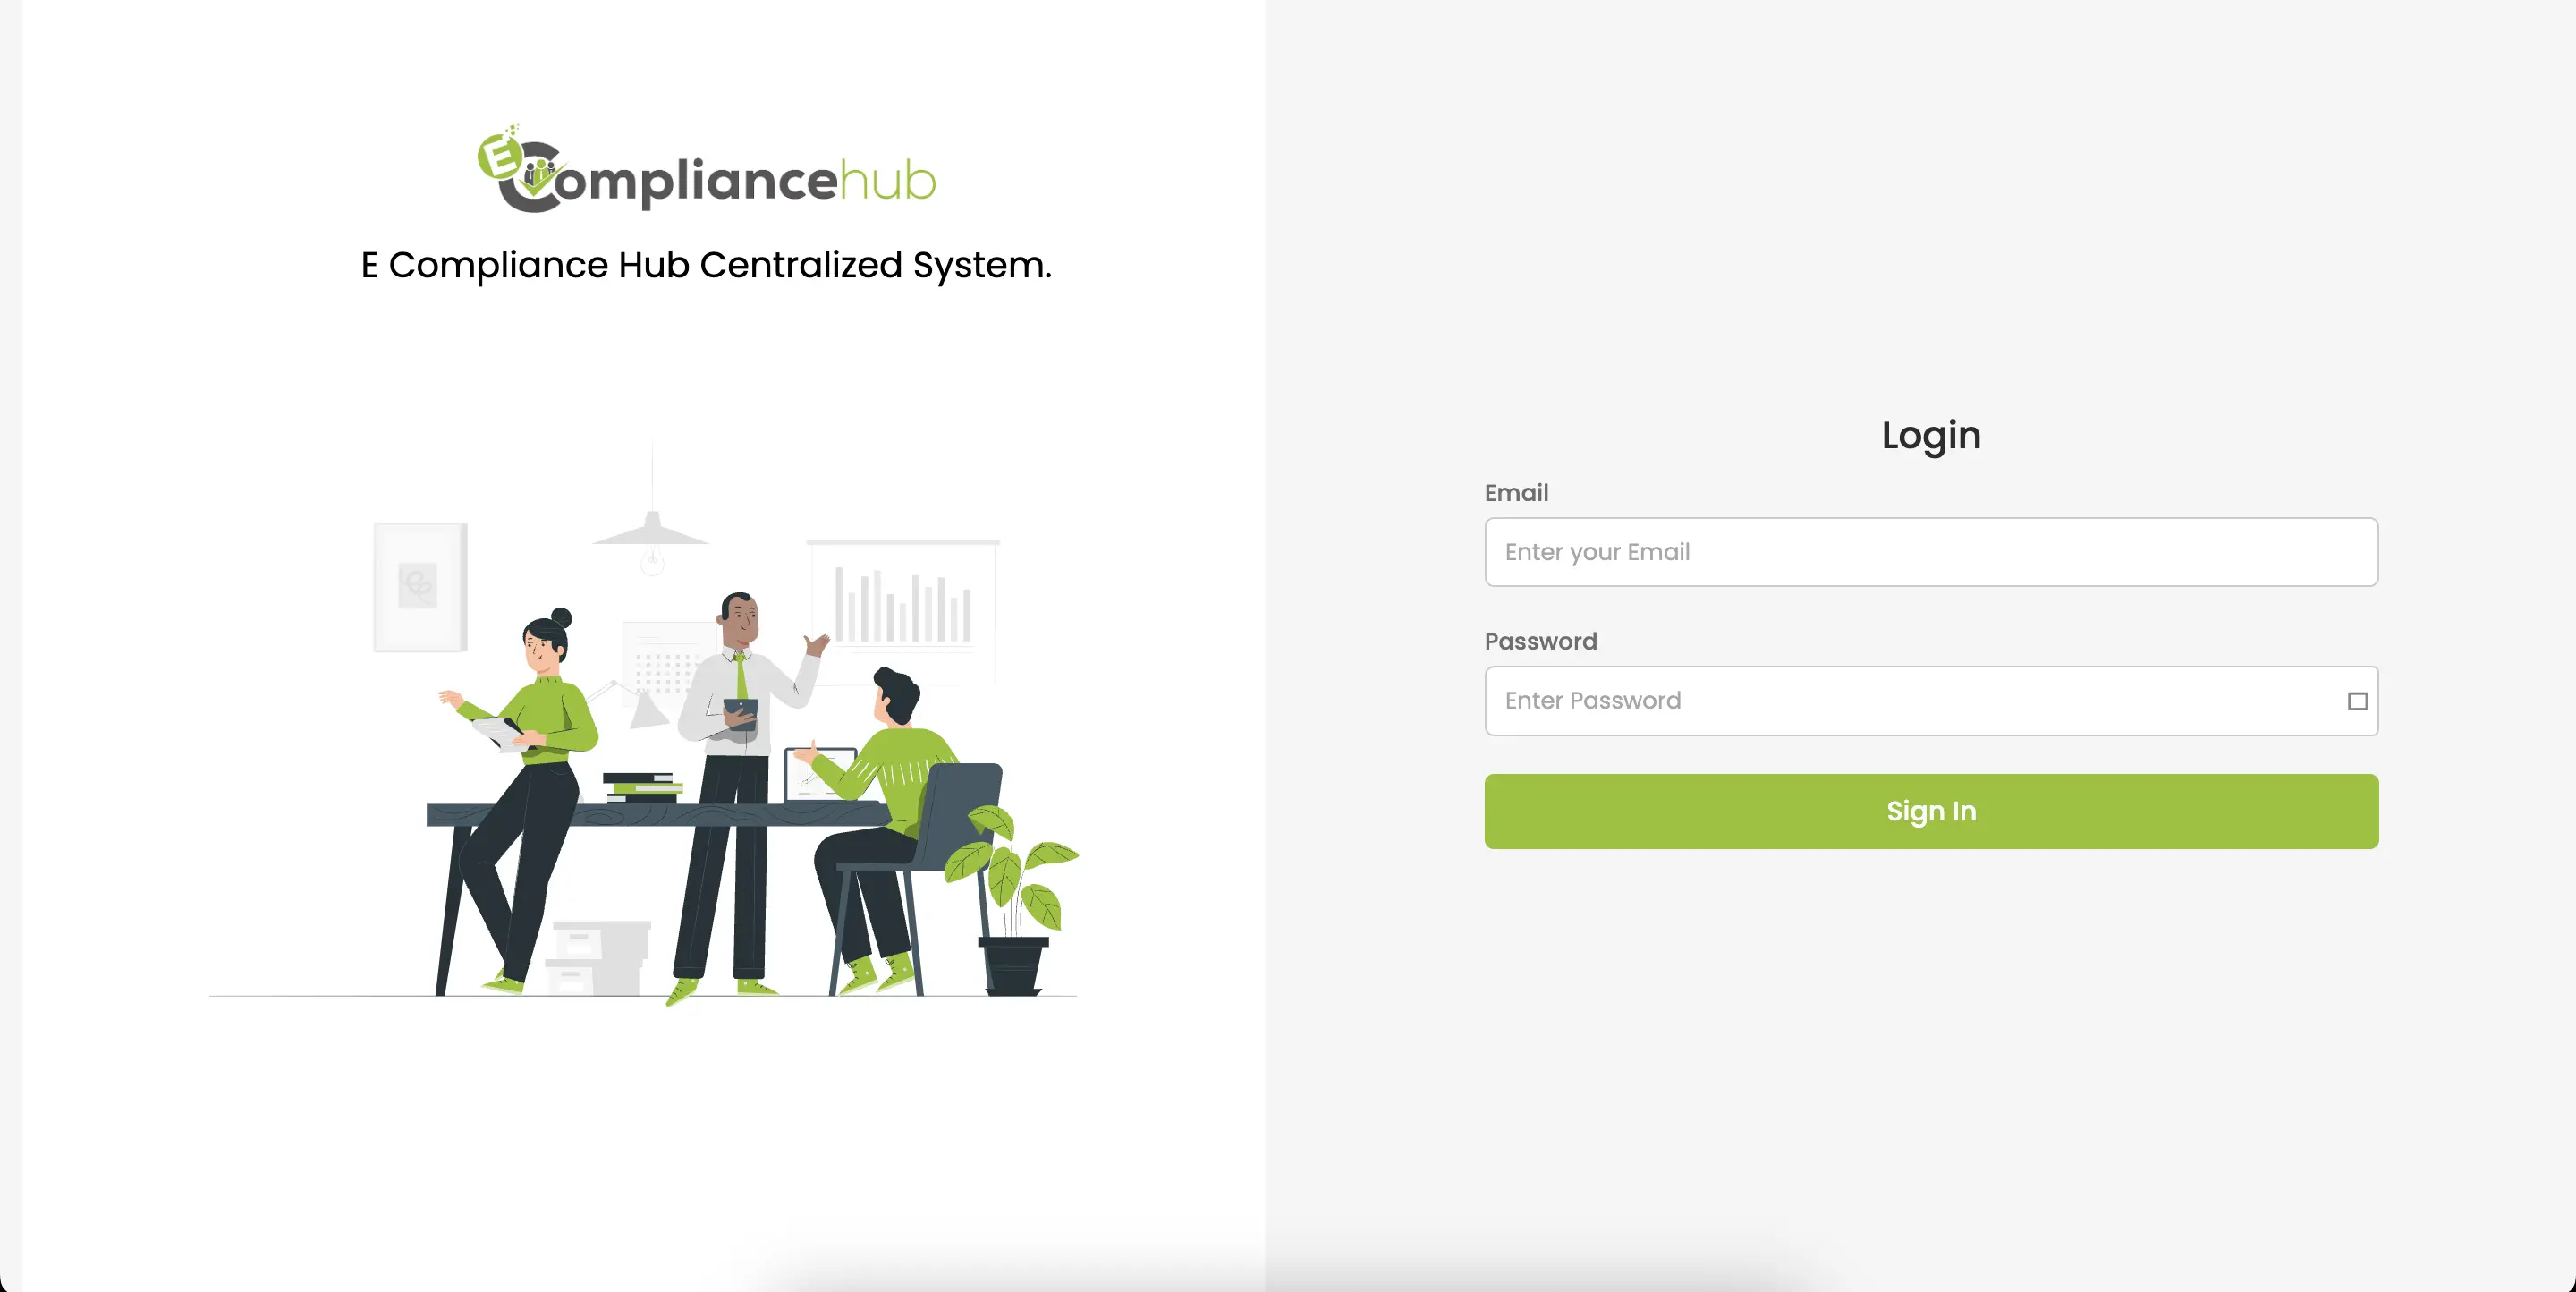 E Compliancehub
E Compliance Hub Centralized System.
Login
Email
Enter your Email
Password
Enter Password
Sign In